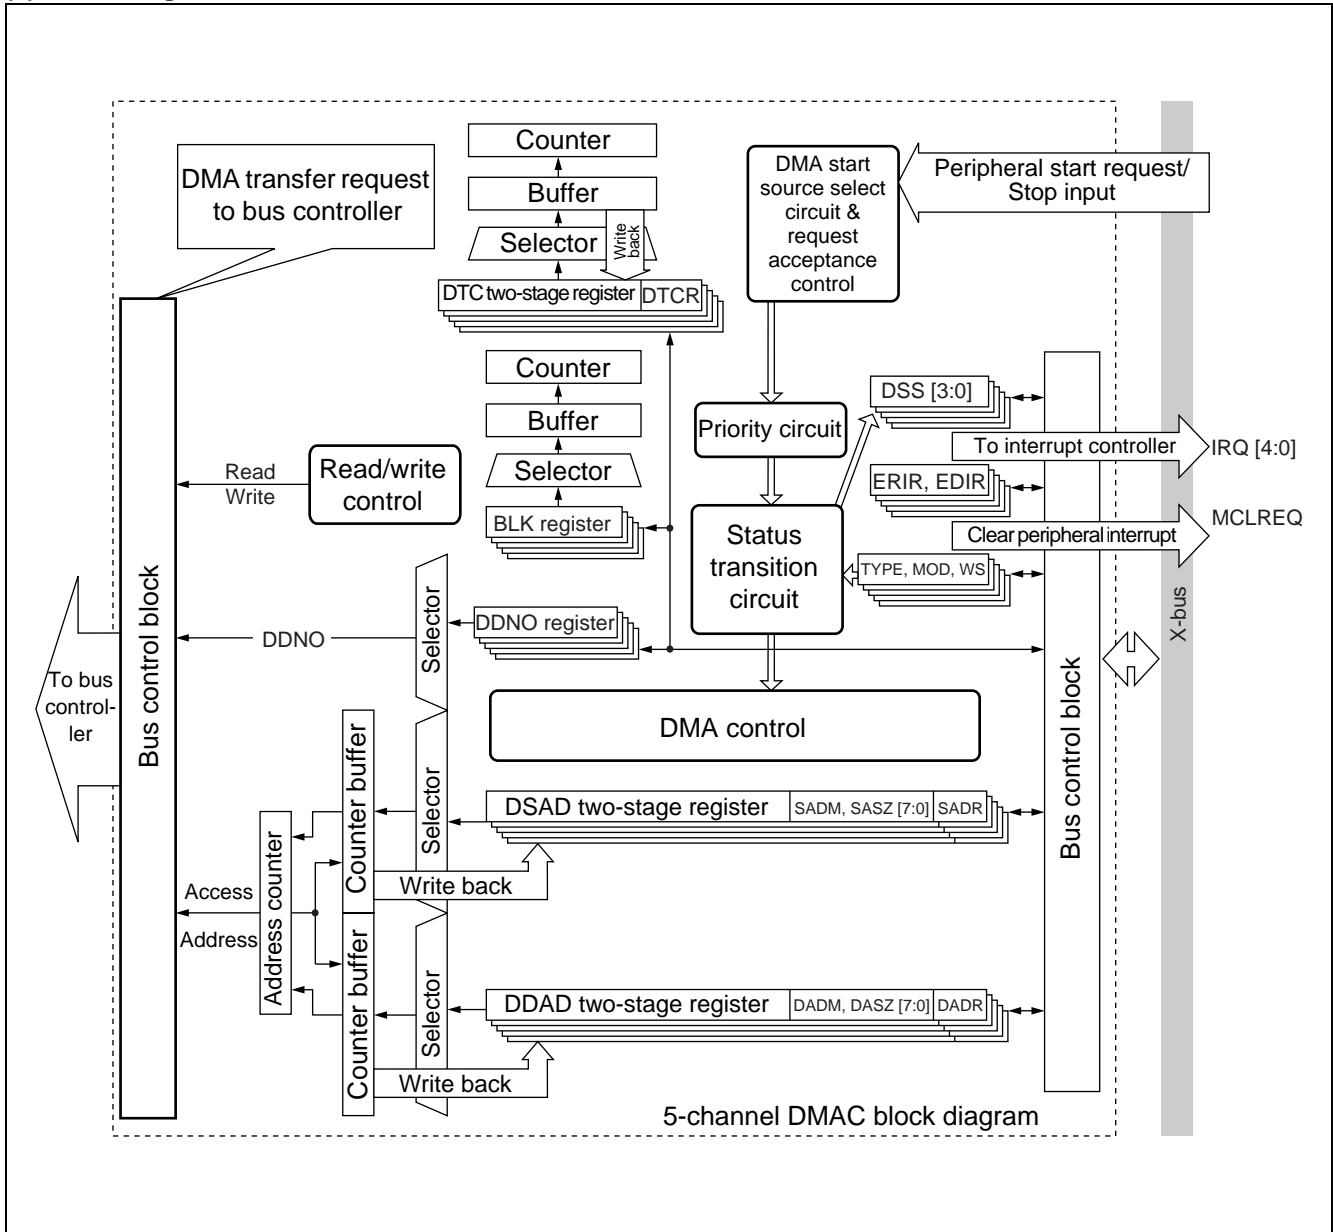 Counter
Buffer
Selector
Write
back
DTC two-stage register
DTCR
DMA transfer request
to bus controller
DMA start
source select
circuit &
request
acceptance
control
Peripheral start request/
Stop input
Counter
Buffer
Selector
BLK register
Priority circuit
DSS [3:0]
To interrupt controller
IRQ [4:0]
ERIR, EDIR
MCLREQ
Clear peripheral interrupt
TYPE, MOD, WS
Read
Write
Read/write
control
Status
transition
circuit
DDNO
Selector
DDNO register
X-bus
Bus control block
To bus
control-
ler
DMA control
Bus control block
Counter buffer
Selector
DSAD two-stage register
SADM, SASZ [7:0]
SADR
Write back
Access
Address
Address counter
Counter buffer
Selector
DDAD two-stage register
DADM, DASZ [7:0]
DADR
Write back
5-channel DMAC block diagram